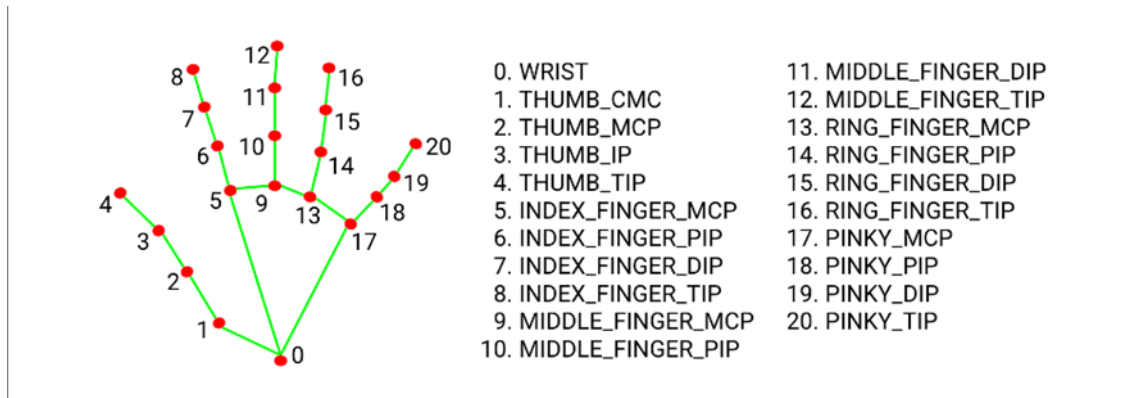 12
8
16
11
7
15
10
6
20
14
19
4
5
9
13
18
3
17
2
1
0
0. WRIST
1. THUMB_CMC
2. THUMB_MCP
3. THUMB_IP
4. THUMB_TIP
5. INDEX_FINGER_MCP
6. INDEX_FINGER_PIP
7. INDEX_FINGER_DIP
8. INDEX_FINGER_TIP
9. MIDDLE_FINGER_MCP
10. MIDDLE_FINGER_PIP
11. MIDDLE_FINGER_DIP
12. MIDDLE_FINGER_TIP
13. RING_FINGER_MCP
14. RING_FINGER_PIP
15. RING_FINGER_DIP
16. RING_FINGER_TIP
17. PINKY_MCP
18. PINKY_PIP
19. PINKY_DIP
20. PINKY_TIP